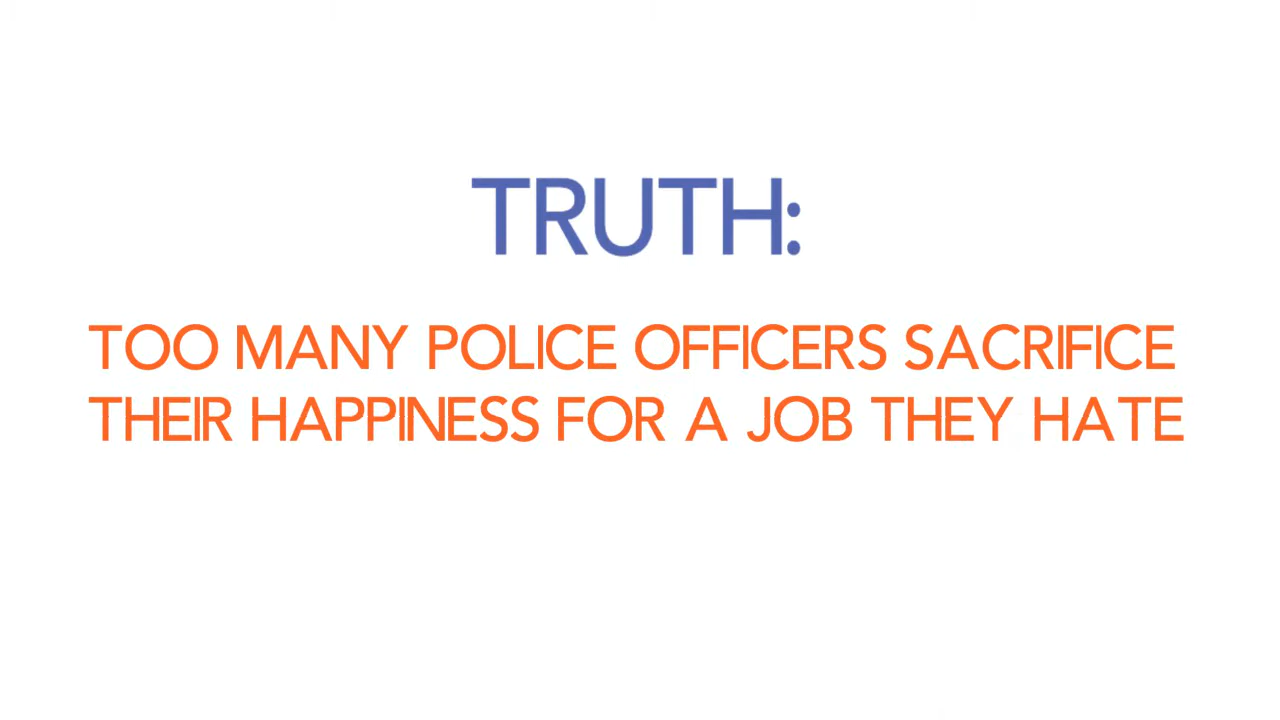 TRUTH:
TOO MANY POLICE OFFICERS SACRIFICE
THEIR HAPPINESS FOR A JOB THEY HATE